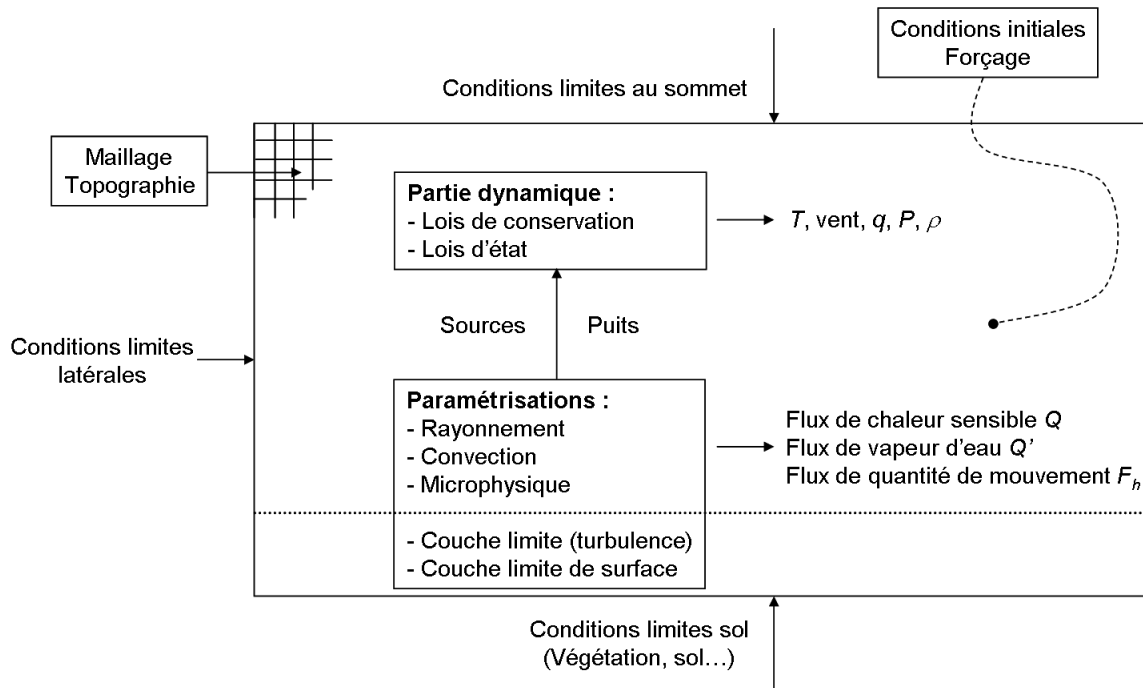 Conditions initiales
Forçage
Conditions limites au sommet
Maillage
Topographie
Partie dynamique :
- Lois de conservation
- Lois d'état
T, vent, q, P, ρ
Sources
Puits
Conditions limites
latérales
Paramétrisations :
- Rayonnement
- Convection
- Microphysique
- Couche limite (turbulence)
- Couche limite de surface
Flux de chaleur sensible Q
Flux de vapeur d'eau Q'
Flux de quantité de mouvement F_h
Conditions limites sol
(Végétation, sol…)